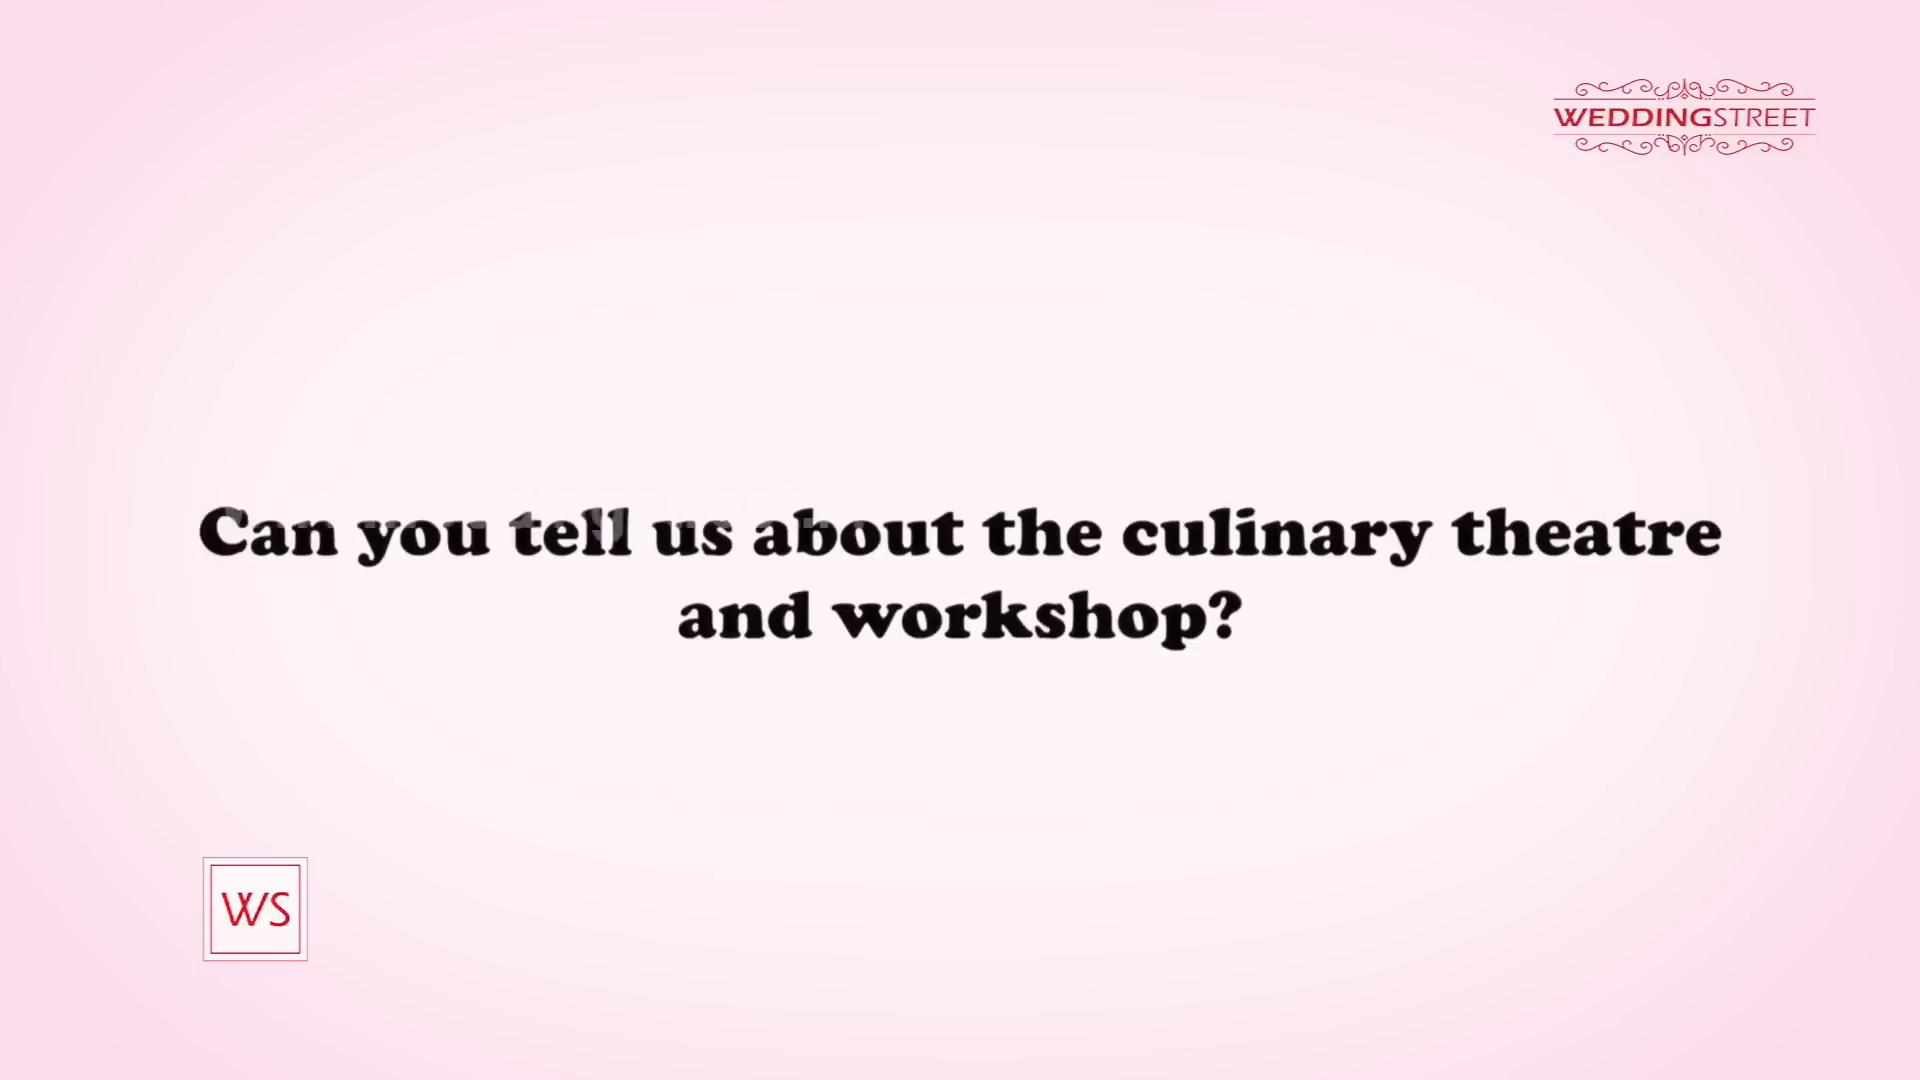 WEDDINGSTREET
Can you tell us about the culinary theatre
and workshop?
WS